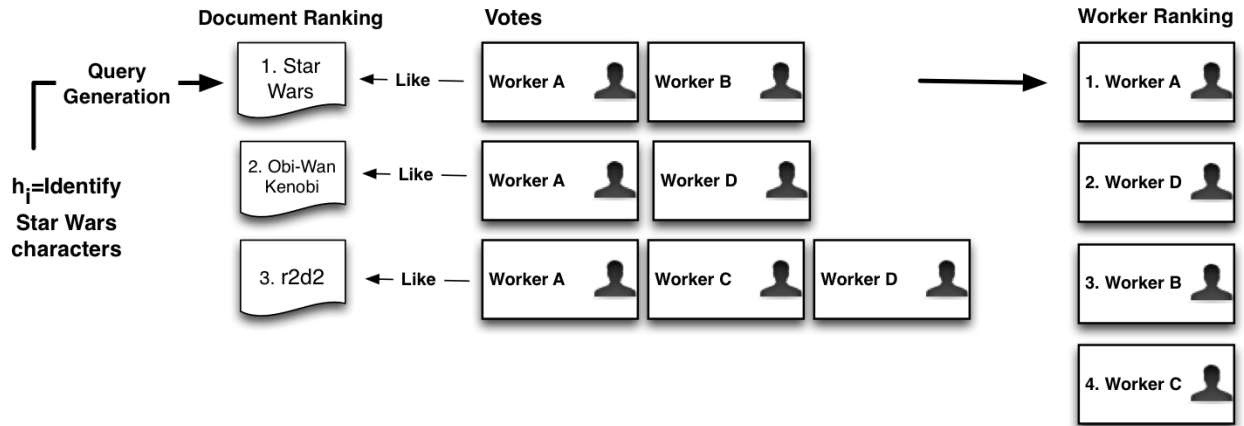 Document Ranking
Votes
Worker Ranking
Query
Generation
h_i=Identify
Star Wars
characters
1. Star
Wars
Like
Worker A
Worker B
2. Obi-Wan
Kenobi
Like
Worker A
Worker D
3. r2d2
Like
Worker A
Worker C
Worker D
1. Worker A
2. Worker D
3. Worker B
4. Worker C